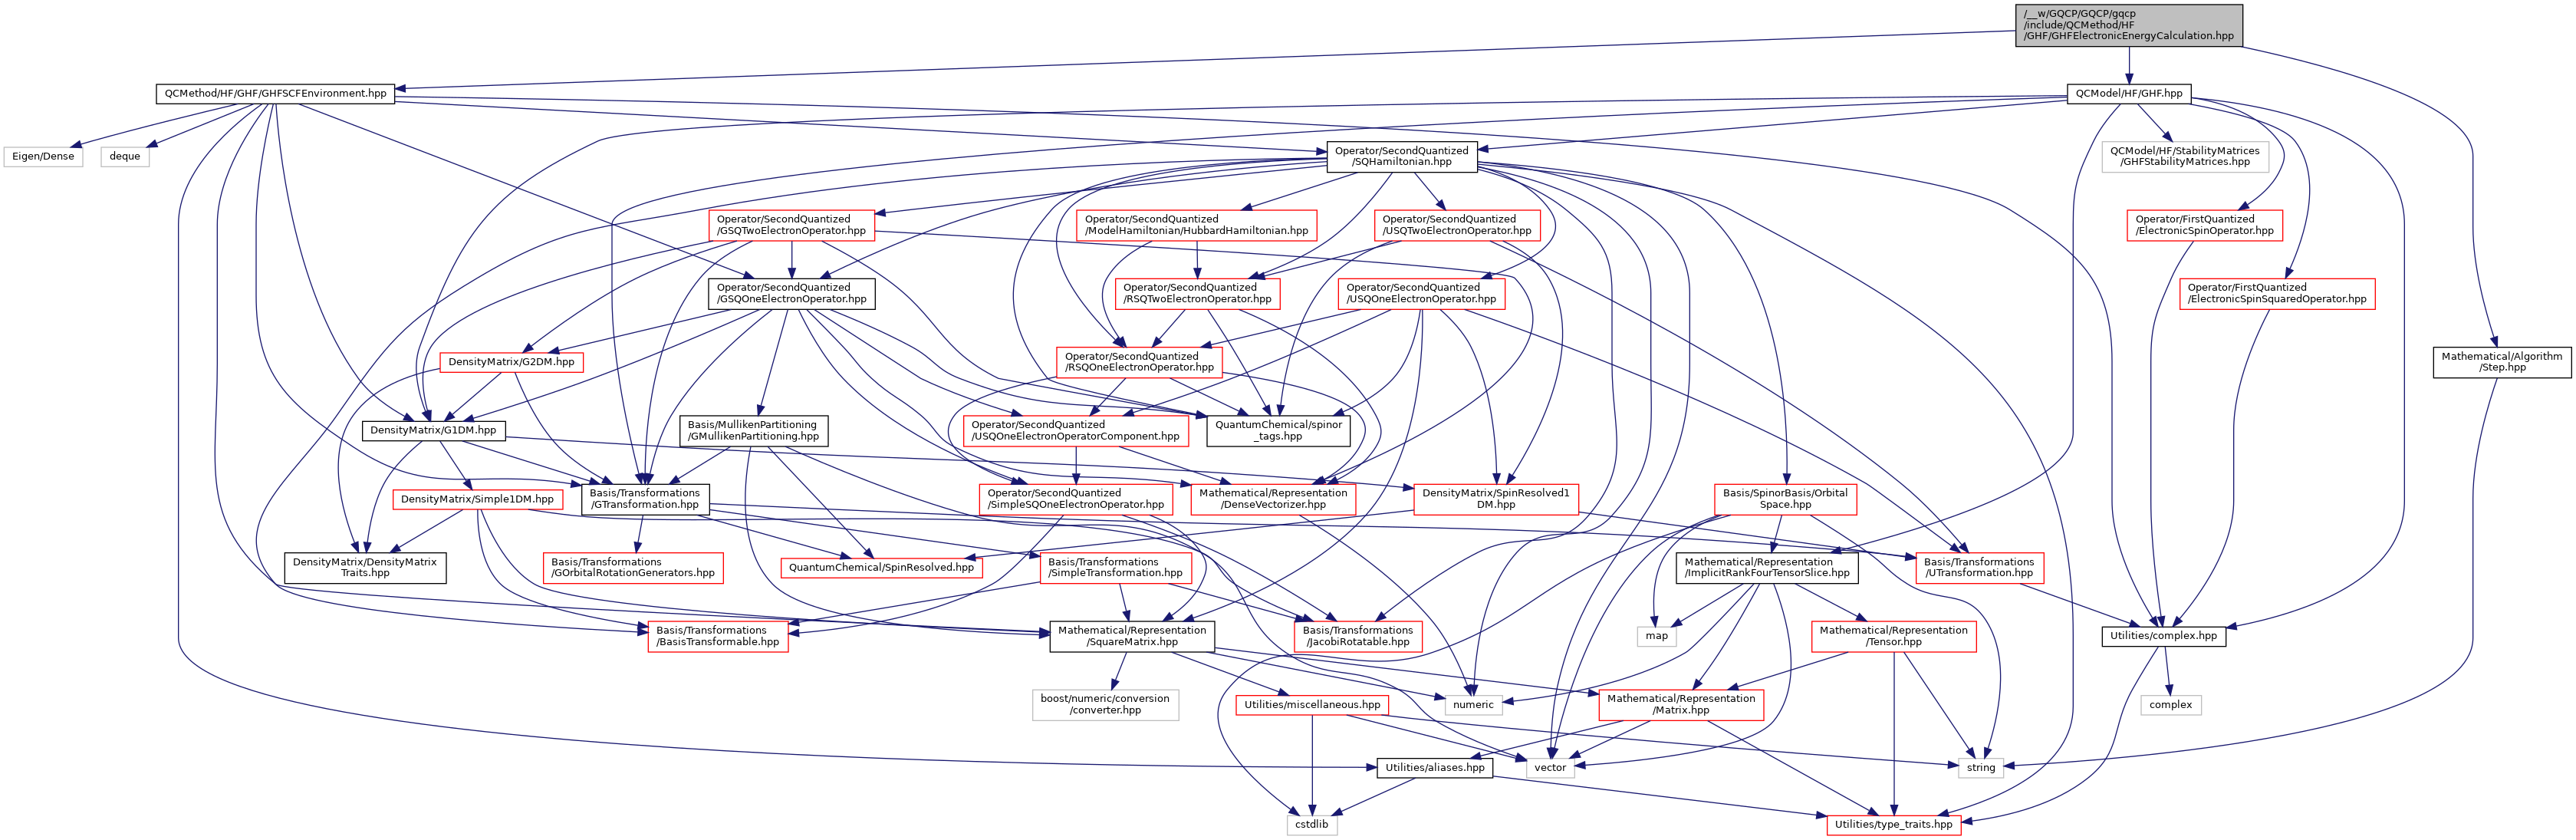 /__w/GQCP/GQCP/gqcp
/include/QCMethod/HF
/GHF/GHFElectronicEnergyCalculation.hpp
QCMethod/HF/GHF/GHFSCFEnvironment.hpp
QCModel/HF/GHF.hpp
Eigen/Dense
deque
Operator/SecondQuantized
/SQHamiltonian.hpp
QCModel/HF/StabilityMatrices
/GHFStabilityMatrices.hpp
Operator/SecondQuantized
/GSQTwoElectronOperator.hpp
Operator/SecondQuantized
/ModelHamiltonian/HubbardHamiltonian.hpp
Operator/SecondQuantized
/USQTwoElectronOperator.hpp
Operator/FirstQuantized
/ElectronicSpinOperator.hpp
Operator/SecondQuantized
/GSQOneElectronOperator.hpp
Operator/SecondQuantized
/RSQTwoElectronOperator.hpp
Operator/SecondQuantized
/USQOneElectronOperator.hpp
Operator/FirstQuantized
/ElectronicSpinSquaredOperator.hpp
DensityMatrix/G2DM.hpp
Operator/SecondQuantized
/RSQOneElectronOperator.hpp
Mathematical/Algorithm
/Step.hpp
DensityMatrix/G1DM.hpp
Basis/MullikenPartitioning
/GMullikenPartitioning.hpp
Operator/SecondQuantized
/USQOneElectronOperatorComponent.hpp
QuantumChemical/spinor
_tags.hpp
DensityMatrix/Simple1DM.hpp
Basis/Transformations
/GTransformation.hpp
Operator/SecondQuantized
/SimpleSQOneElectronOperator.hpp
Mathematical/Representation
/DenseVectorizer.hpp
DensityMatrix/SpinResolved1
DM.hpp
Basis/SpinorBasis/Orbital
Space.hpp
DensityMatrix/DensityMatrix
Traits.hpp
Basis/Transformations
/GOrbitalRotationGenerators.hpp
QuantumChemical/SpinResolved.hpp
Basis/Transformations
/SimpleTransformation.hpp
Mathematical/Representation
/ImplicitRankFourTensorSlice.hpp
Basis/Transformations
/UTransformation.hpp
Basis/Transformations
/BasisTransformable.hpp
Mathematical/Representation
/SquareMatrix.hpp
Basis/Transformations
/JacobiRotatable.hpp
map
Mathematical/Representation
/Tensor.hpp
Utilities/complex.hpp
boost/numeric/conversion
/converter.hpp
Utilities/miscellaneous.hpp
numeric
Mathematical/Representation
/Matrix.hpp
complex
Utilities/aliases.hpp
vector
string
cstdlib
Utilities/type_traits.hpp